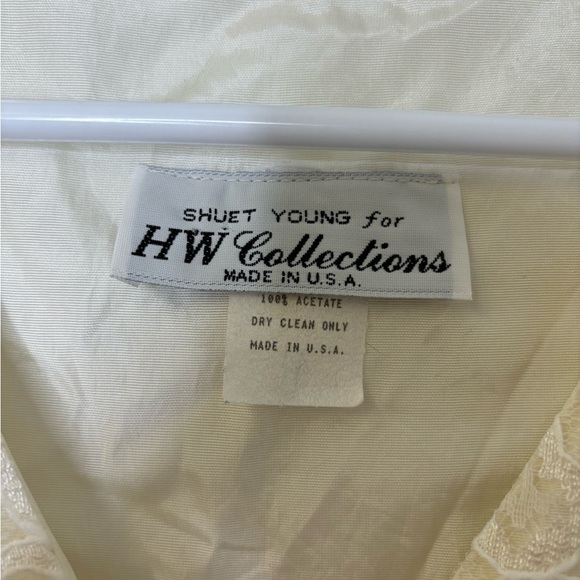 SHUET YOUNG for
HW Collections
MADE IN U.S.A.
100% ACETATE
DRY CLEAN ONLY
MADE IN U.S.A.